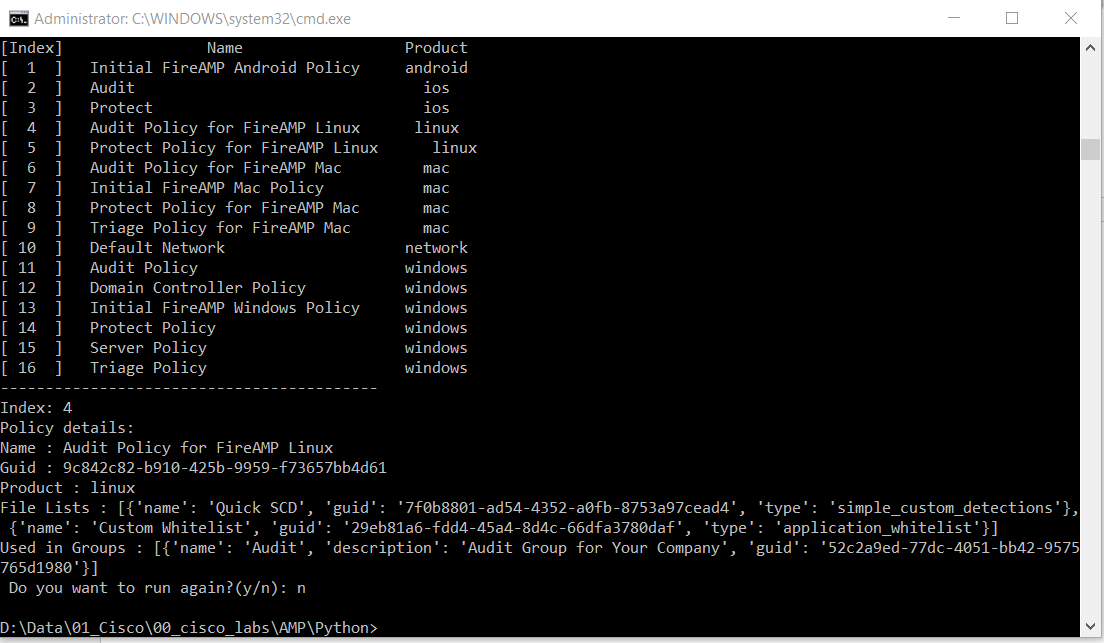 Administrator: C:\WINDOWS\system32\cmd.exe
[Index]                Name                  Product
[  1  ]   Initial FireAMP Android Policy     android
[  2  ]   Audit                                ios
[  3  ]   Protect                              ios
[  4  ]   Audit Policy for FireAMP Linux      linux
[  5  ]   Protect Policy for FireAMP Linux      linux
[  6  ]   Audit Policy for FireAMP Mac         mac
[  7  ]   Initial FireAMP Mac Policy           mac
[  8  ]   Protect Policy for FireAMP Mac       mac
[  9  ]   Triage Policy for FireAMP Mac        mac
[ 10  ]   Default Network                    network
[ 11  ]   Audit Policy                       windows
[ 12  ]   Domain Controller Policy           windows
[ 13  ]   Initial FireAMP Windows Policy     windows
[ 14  ]   Protect Policy                     windows
[ 15  ]   Server Policy                      windows
[ 16  ]   Triage Policy                      windows
------------------------------------------
Index: 4
Policy details:
Name : Audit Policy for FireAMP Linux
Guid : 9c842c82-b910-425b-9959-f73657bb4d61
Product : linux
File Lists : [{'name': 'Quick SCD', 'guid': '7f0b8801-ad54-4352-a0fb-8753a97cead4', 'type': 'simple_custom_detections'},
 {'name': 'Custom Whitelist', 'guid': '29eb81a6-fdd4-45a4-8d4c-66dfa3780daf', 'type': 'application_whitelist'}]
Used in Groups : [{'name': 'Audit', 'description': 'Audit Group for Your Company', 'guid': '52c2a9ed-77dc-4051-bb42-9575
765d1980'}]
 Do you want to run again?(y/n): n
D:\Data\01_Cisco\00_cisco_labs\AMP\Python>